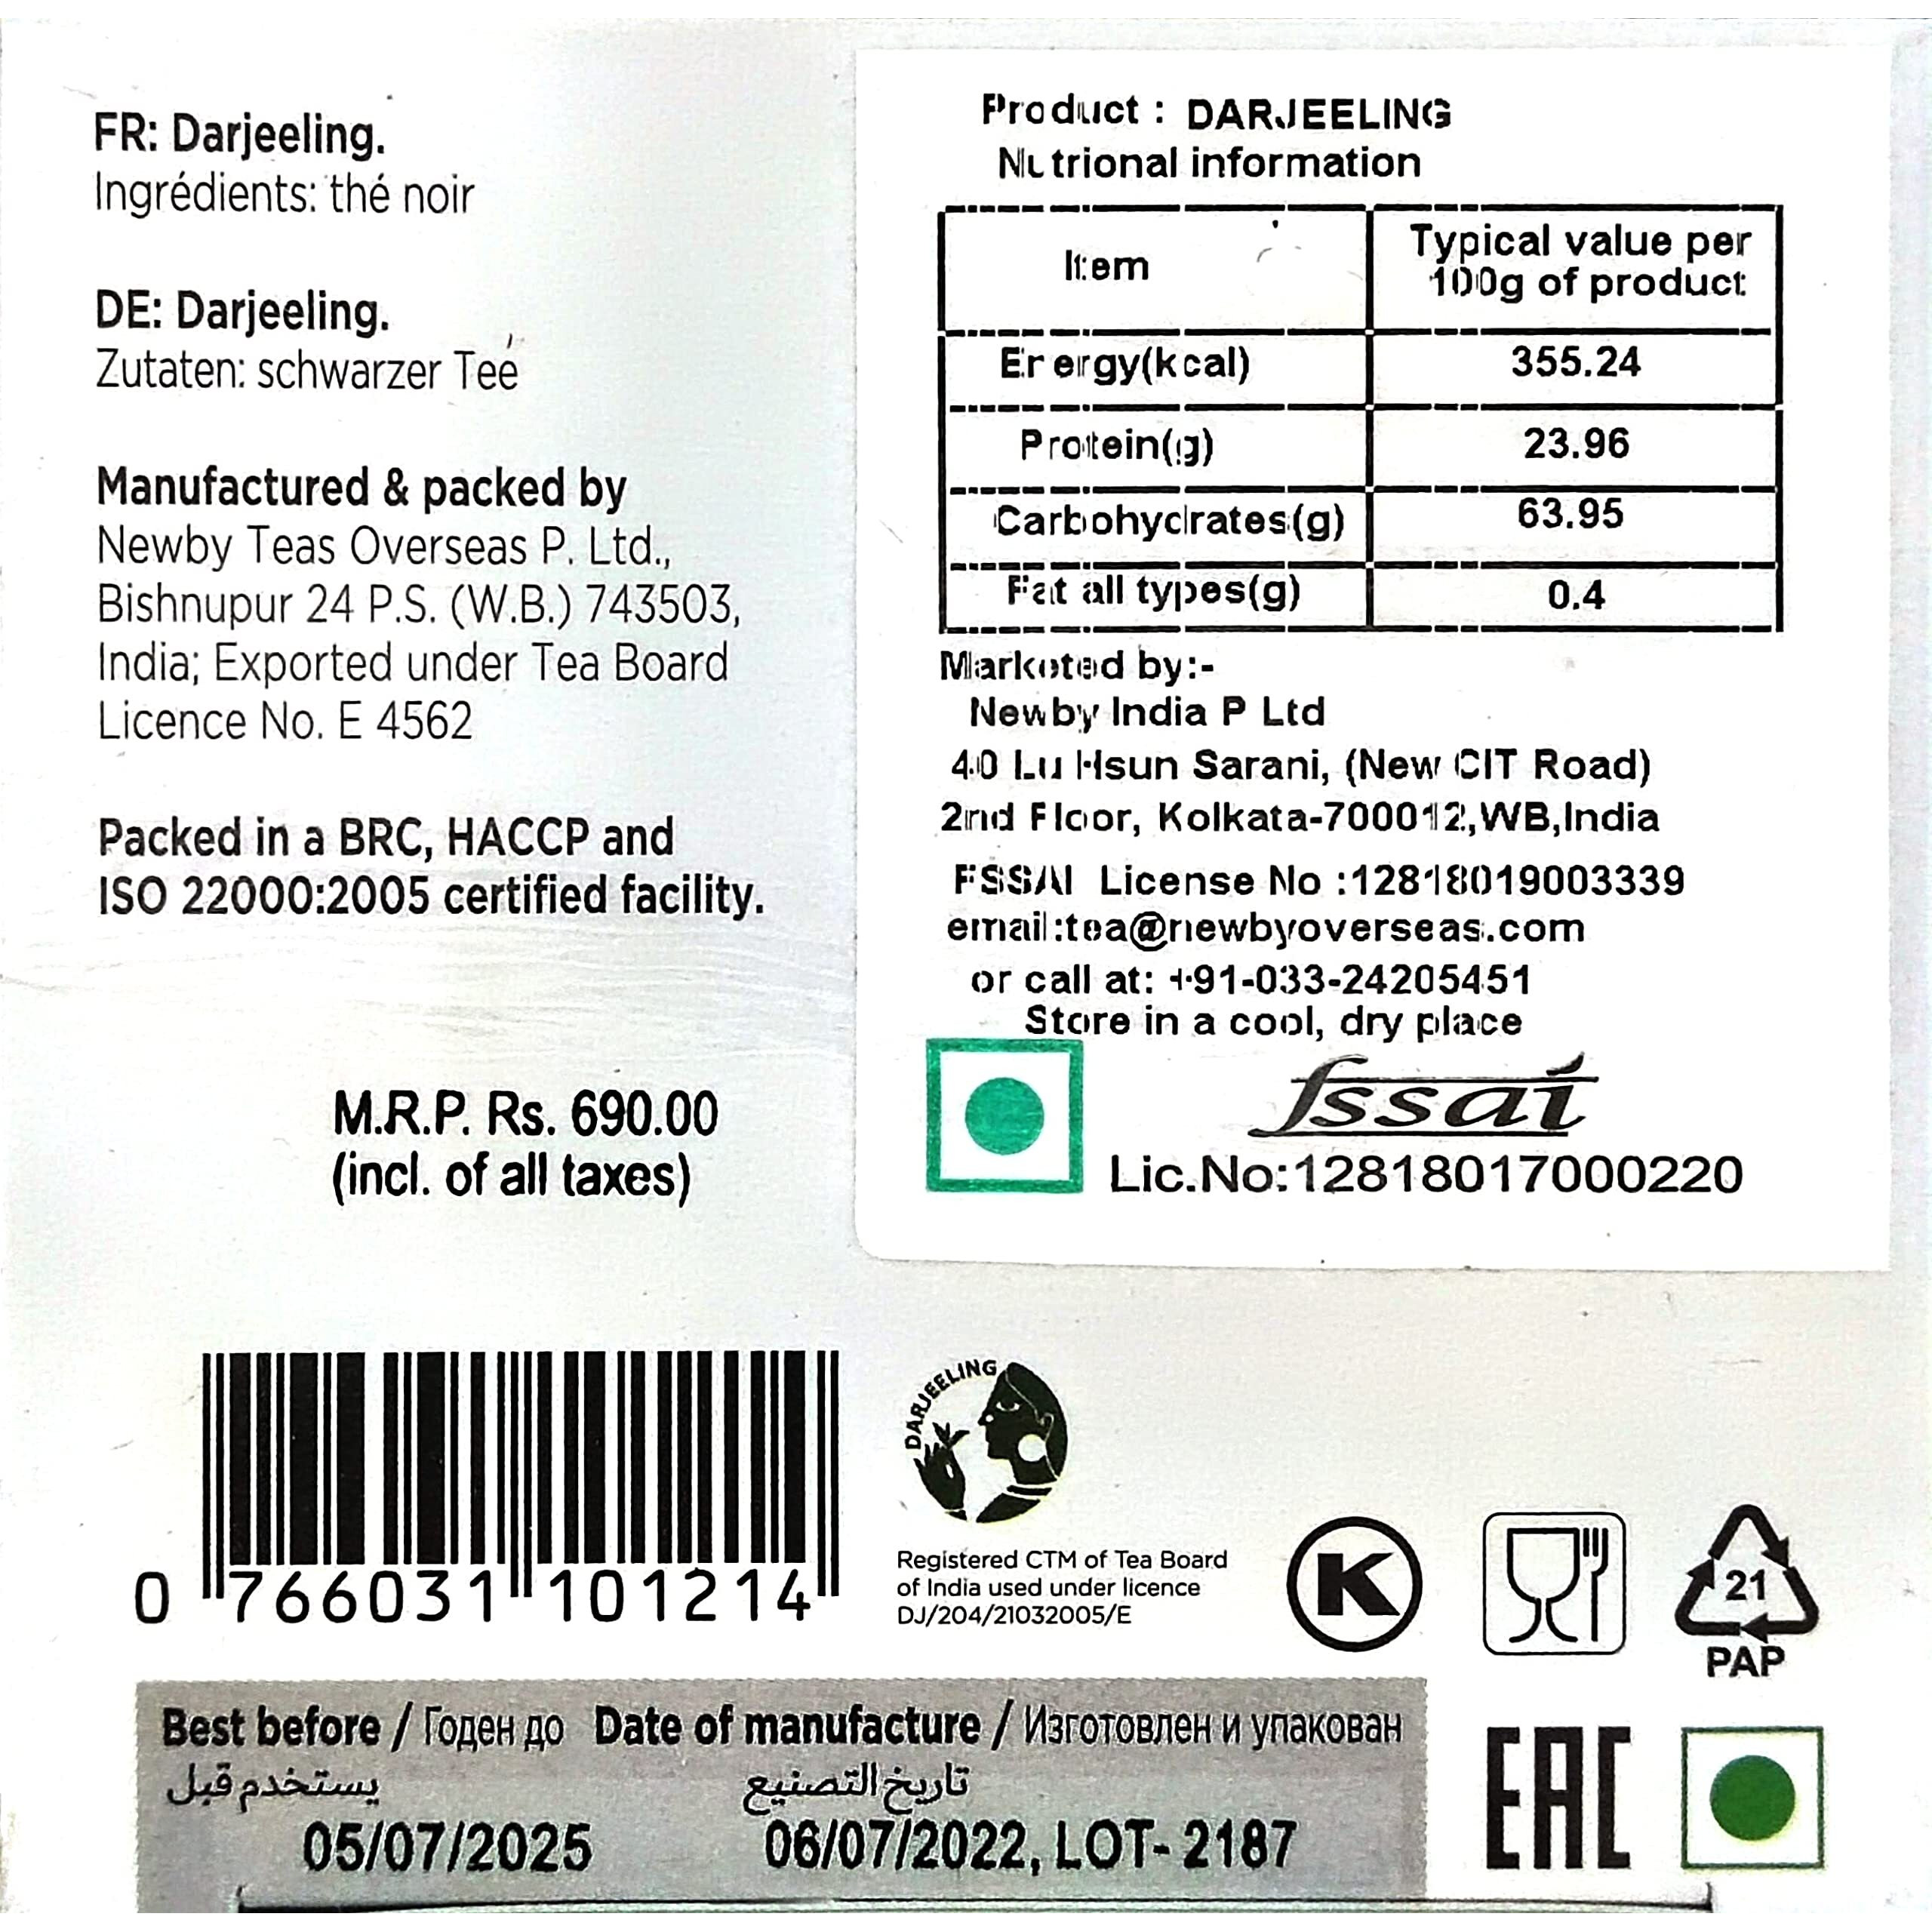 FR: Darjeeling.
Ingrédients: thé noir
DE: Darjeeling.
Zutaten: schwarzer Tee
Manufactured & packed by
Newby Teas Overseas P. Ltd.,
Bishnupur 24 P.S. (W.B.) 743503,
India; Exported under Tea Board
Licence No. E 4562
Packed in a BRC, HACCP and
ISO 22000:2005 certified facility.
M.R.P. Rs. 690.00
(incl. of all taxes)
Product : DARJEELING
Nutrional information
Item
Typical value per
100g of product
Energy(kcal) 355.24
Protein(g) 23.96
Carbohydrates(g) 63.95
Fat all types(g) 0.4
Marketed by:-
Newby India P Ltd
40 Lu Hsun Sarani, (New CIT Road)
2nd Floor, Kolkata-700012,WB,India
FSSAI License No :12818019003339
email:tea@newbyoverseas.com
or call at: +91-033-24205451
Store in a cool, dry place
fssai
Lic.No:12818017000220
0 766031 101214
DARJEELING
Registered CTM of Tea Board
of India used under licence
DJ/204/21032005/E
K
21
PAP
Best before / Годен до Date of manufacture / Изготовлен и упакован
يستخدم قبل تاريخ التصنيع
05/07/2025 06/07/2022, LOT- 2187
EAC